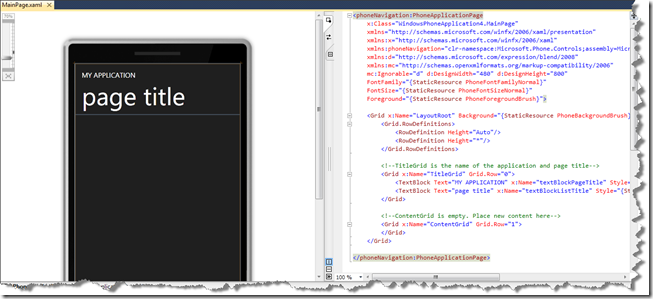 MainPage.xaml
75%
MY APPLICATION
page title
<phoneNavigation:PhoneApplicationPage
x:Class="WindowsPhoneApplication4.MainPage"
xmlns="http://schemas.microsoft.com/winfx/2006/xaml/presentation"
xmlns:x="http://schemas.microsoft.com/winfx/2006/xaml"
xmlns:phoneNavigation="clr-namespace:Microsoft.Phone.Controls;assembly=Mic
xmlns:d="http://schemas.microsoft.com/expression/blend/2008"
xmlns:mc="http://schemas.openxmlformats.org/markup-compatibility/2006"
mc:Ignorable="d" d:DesignWidth="480" d:DesignHeight="800"
FontFamily="{StaticResource PhoneFontFamilyNormal}"
FontSize="{StaticResource PhoneFontSizeNormal}"
Foreground="{StaticResource PhoneForegroundBrush}">
<Grid x:Name="LayoutRoot" Background="{StaticResource PhoneBackgroundBrush}
<Grid.RowDefinitions>
<RowDefinition Height="Auto"/>
<RowDefinition Height="*"/>
</Grid.RowDefinitions>
<!--TitleGrid is the name of the application and page title-->
<Grid x:Name="TitleGrid" Grid.Row="0">
<TextBlock Text="MY APPLICATION" x:Name="textBlockPageTitle" Style=
<TextBlock Text="page title" x:Name="textBlockListTitle" Style="{St
</Grid>
<!--ContentGrid is empty. Place new content here-->
<Grid x:Name="ContentGrid" Grid.Row="1">
</Grid>
</Grid>
</phoneNavigation:PhoneApplicationPage>
100 %